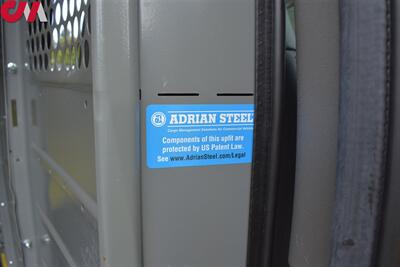 ADRIAN STEEL
Cargo Management Solutions for Commercial Vehicles
Components of this upfit are
protected by US Patent Law.
See www.AdrianSteel.com/Legal